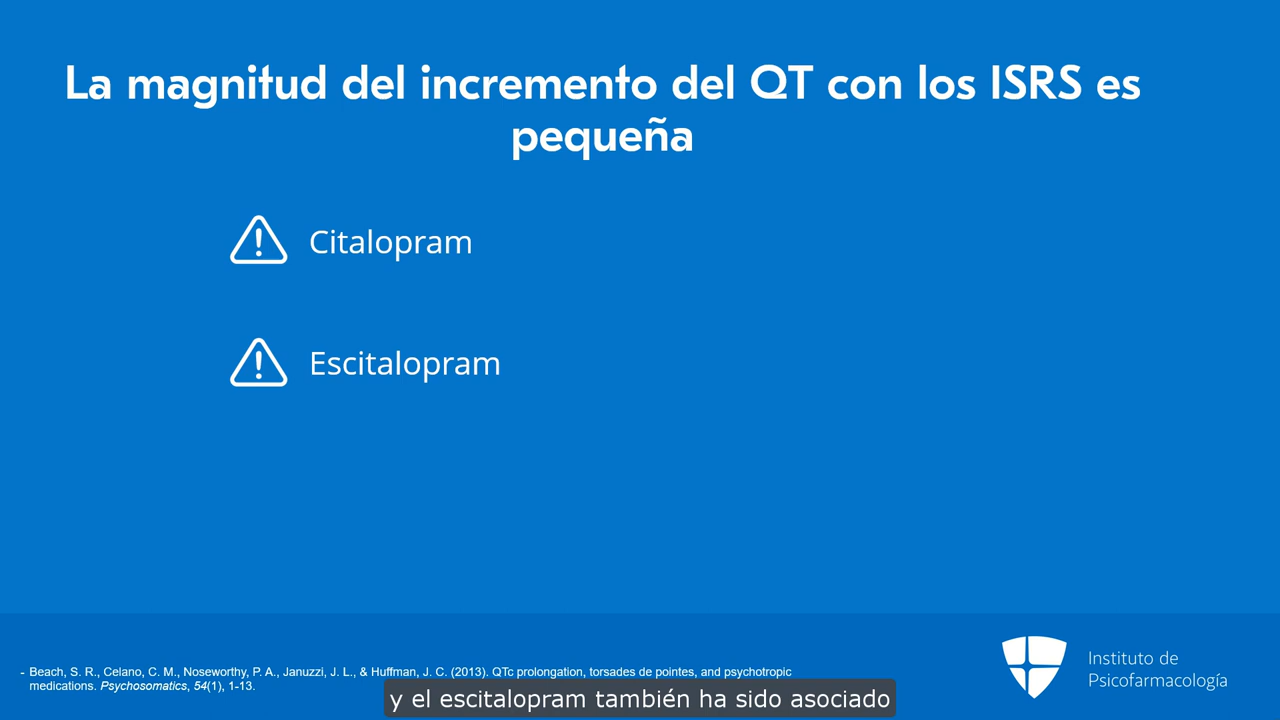 La magnitud del incremento del QT con los ISRS es
pequeña
Citalopram
Escitalopram
- Beach, S. R., Celano, C. M., Noseworthy, P. A., Januzzi, J. L., & Huffman, J. C. (2013). QTc prolongation, torsades de pointes, and psychotropic
medications. Psychosomatics, 54(1), 1-13.
y el escitalopram también ha sido asociado
Instituto de
Psicofarmacología